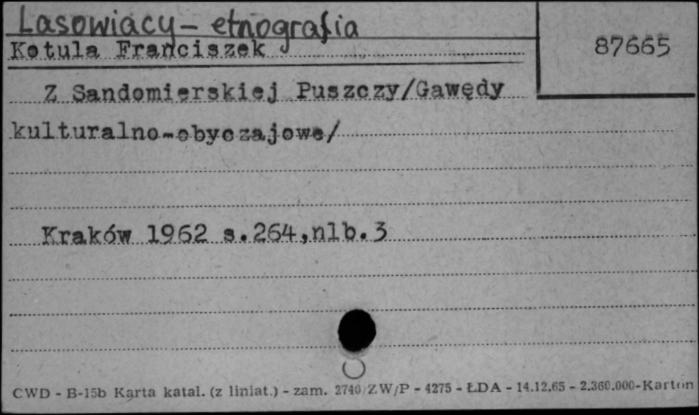 Lasowiacy - etnografia
Kotula Franciszek
87665
Z Sandomierskiej Puszczy/Gawędy
kulturalno-obyczajowe/
Kraków 1962 s.264,nlb.3
CWD - B-15b Karta katal. (z liniat.) - zam. 2740/ZW/P - 4275 - ŁDA - 14.12.65 - 2.360.000-Karton